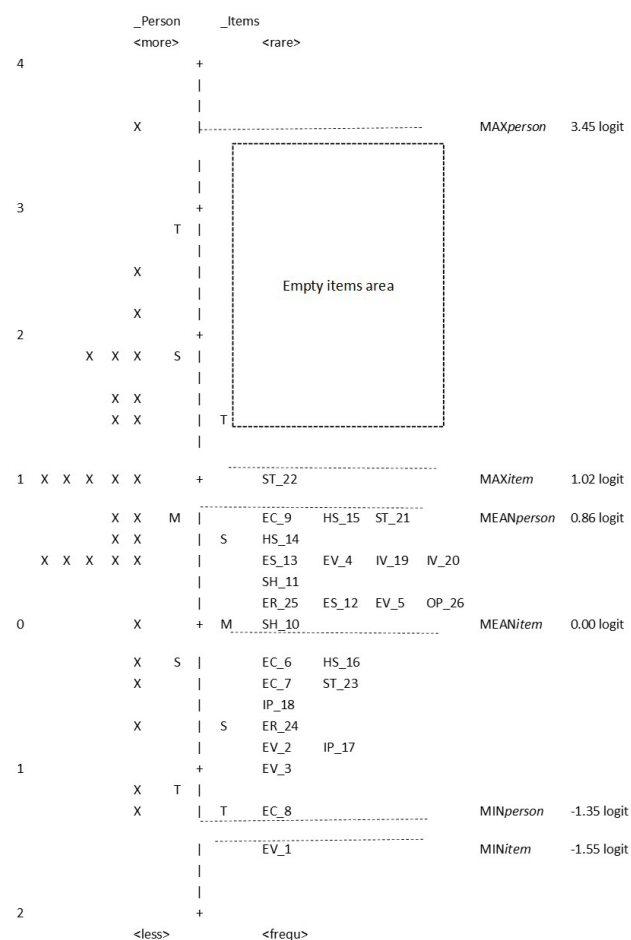 _Person _Items
<more> <rare>
4 +
|
|
X | MAXperson 3.45 logit
|
|
3 +
T |
|
X |
Empty items area
|
X |
2 +
X X X S |
|
X X |
X X | T
|
1 X X X X X + ST_22 MAXitem 1.02 logit
X X M | EC_9 HS_15 ST_21 MEANperson 0.86 logit
X X | S HS_14
X X X X X | ES_13 EV_4 IV_19 IV_20
| SH_11
| ER_25 ES_12 EV_5 OP_26
0 X + M SH_10 MEANitem 0.00 logit
X S | EC_6 HS_16
X | EC_7 ST_23
| IP_18
X | S ER_24
| EV_2 IP_17
1 + EV_3
X T |
X | T EC_8 MINperson -1.35 logit
| EV_1 MINitem -1.55 logit
|
|
2 +
<less> <frequ>